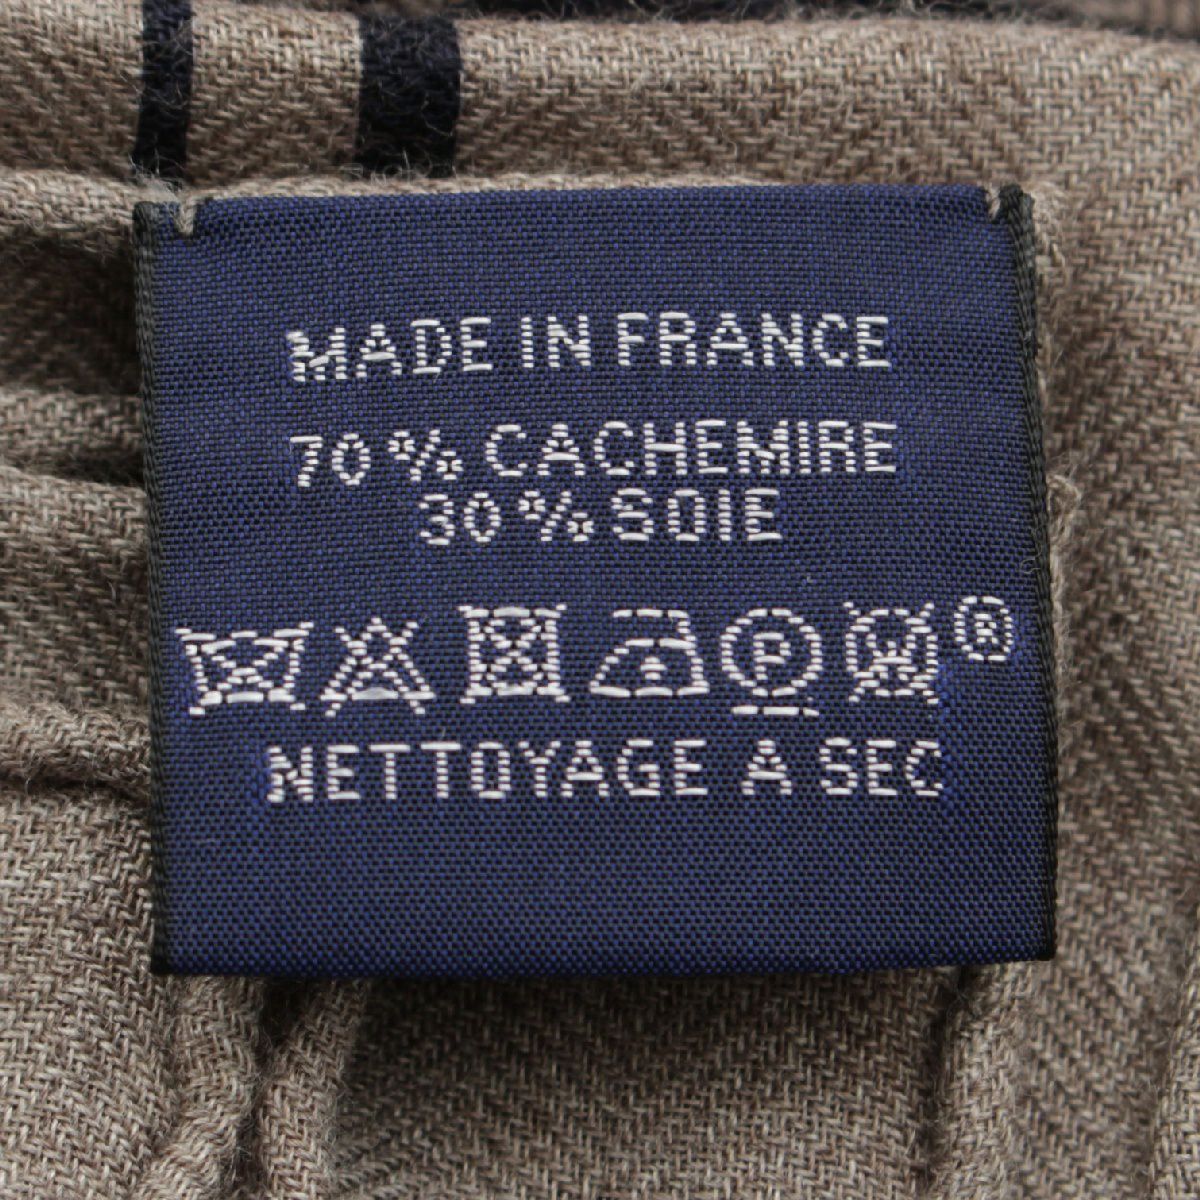 MADE IN FRANCE
70% CACHEMIRE
30% SOIE
P W ®
NETTOYAGE A SEC